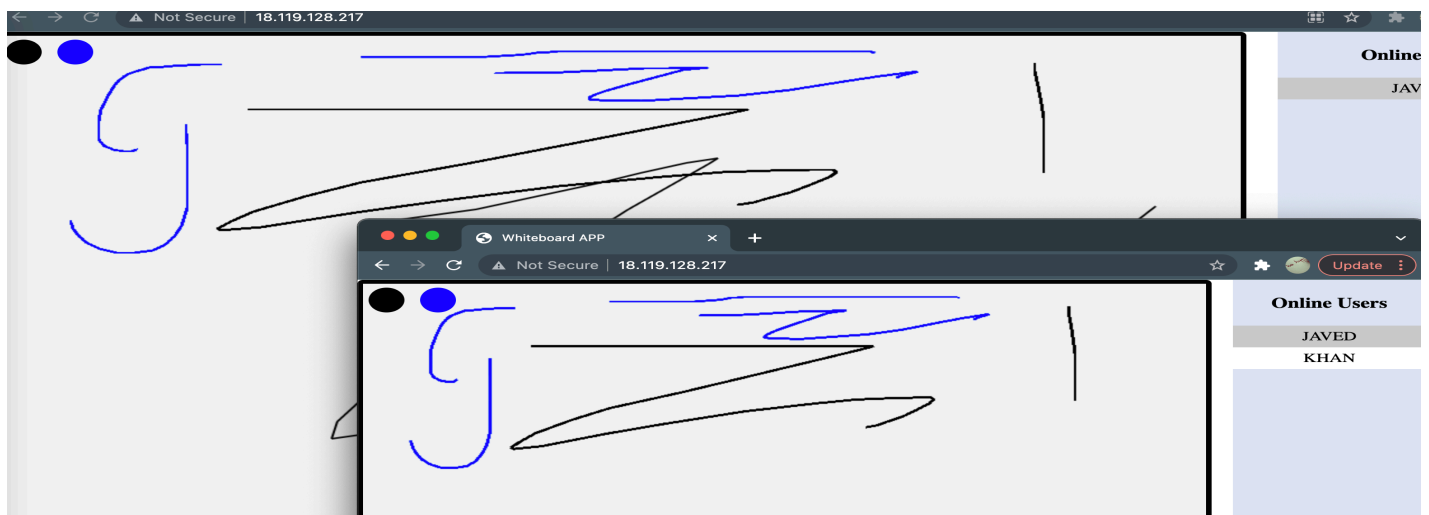 Not Secure | 18.119.128.217
Online
JAV
Whiteboard APP
Not Secure | 18.119.128.217
Update
Online Users
JAVED
KHAN